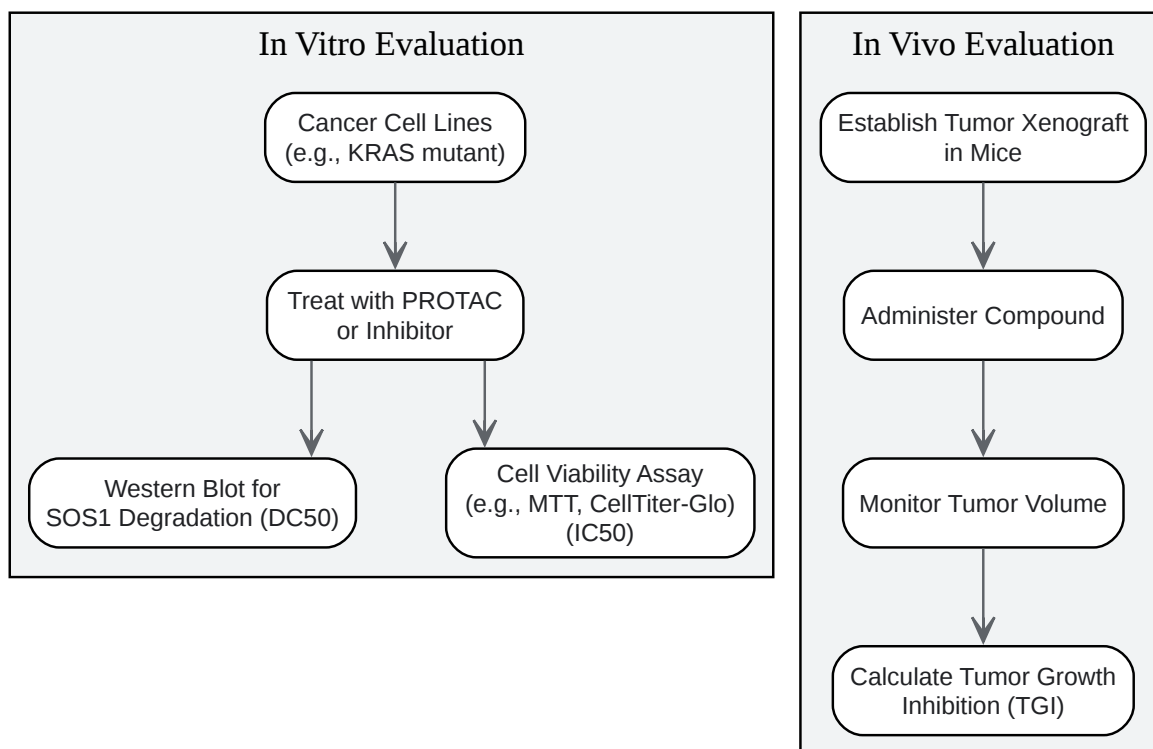 In Vitro Evaluation
Cancer Cell Lines
(e.g., KRAS mutant)
Treat with PROTAC
or Inhibitor
Western Blot for
SOS1 Degradation (DC50)
Cell Viability Assay
(e.g., MTT, CellTiter-Glo)
(IC50)
In Vivo Evaluation
Establish Tumor Xenograft
in Mice
Administer Compound
Monitor Tumor Volume
Calculate Tumor Growth
Inhibition (TGI)